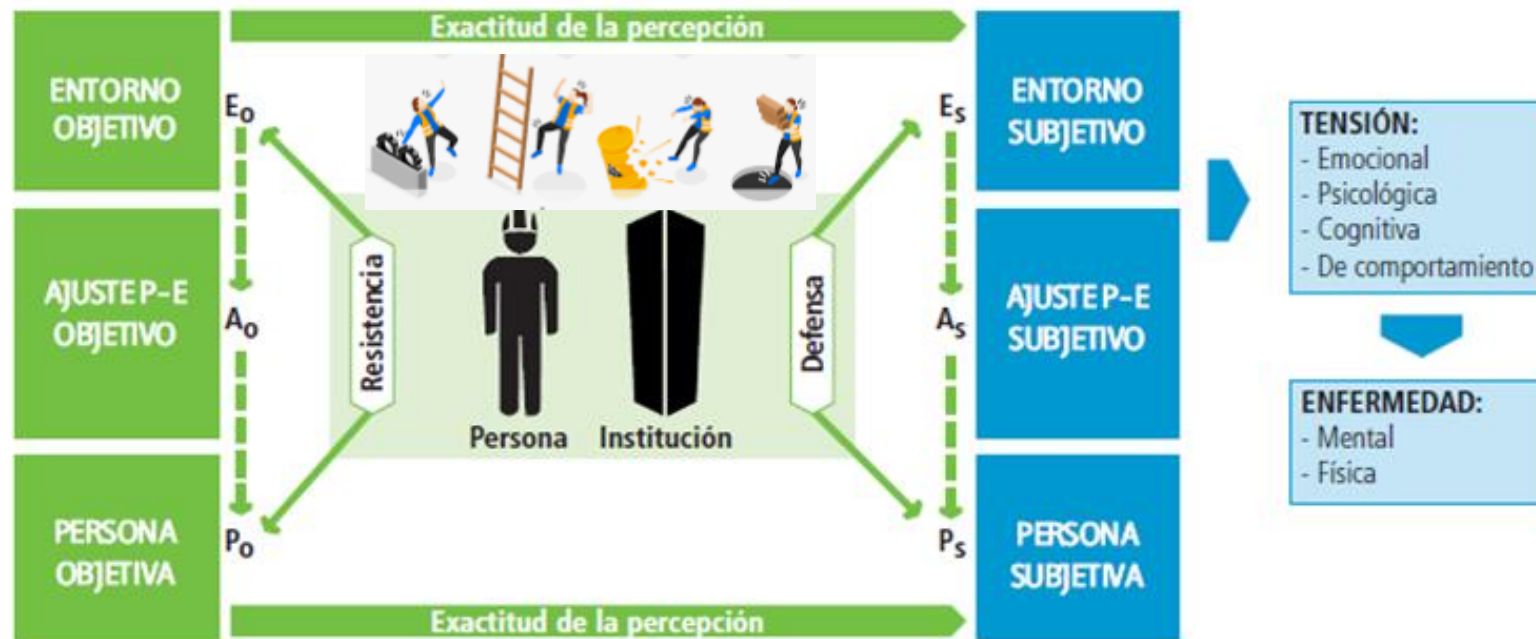 Exactitud de la percepción
ENTORNO
OBJETIVO
AJUSTE P-E
OBJETIVO
PERSONA
OBJETIVA
Eo
Ao
Po
Resistencia
Persona
Institución
Defensa
Es
As
Ps
ENTORNO
SUBJETIVO
AJUSTE P-E
SUBJETIVO
PERSONA
SUBJETIVA
Exactitud de la percepción
TENSIÓN:
- Emocional
- Psicológica
- Cognitiva
- De comportamiento
ENFERMEDAD:
- Mental
- Física